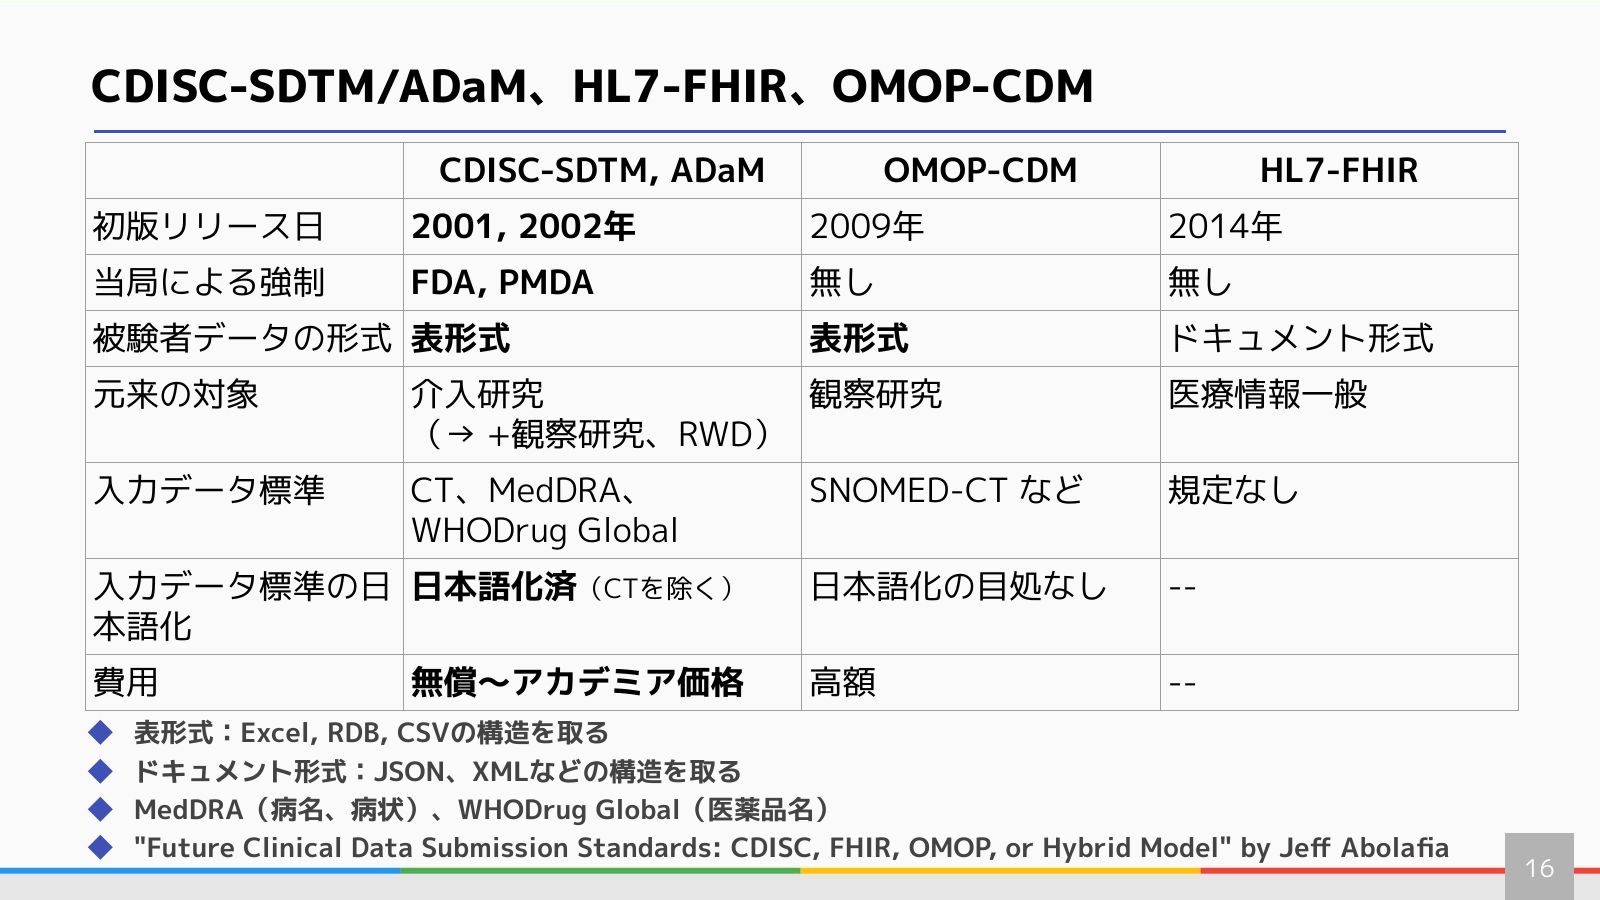 CDISC-SDTM/ADaM、HL7-FHIR、OMOP-CDM
CDISC-SDTM, ADaM OMOP-CDM HL7-FHIR
初版リリース日 2001, 2002年 2009年 2014年
当局による強制 FDA, PMDA 無し 無し
被験者データの形式 表形式 表形式 ドキュメント形式
元来の対象 介入研究 観察研究 医療情報一般
（→ +観察研究、RWD）
入力データ標準 CT、MedDRA、 SNOMED-CT など 規定なし
WHODrug Global
入力データ標準の日 日本語化済（CTを除く） 日本語化の目処なし --
本語化
費用 無償〜アカデミア価格 高額 --
表形式：Excel, RDB, CSVの構造を取る
ドキュメント形式：JSON、XMLなどの構造を取る
MedDRA（病名、病状）、WHODrug Global（医薬品名）
"Future Clinical Data Submission Standards: CDISC, FHIR, OMOP, or Hybrid Model" by Jeff Abolafia
16